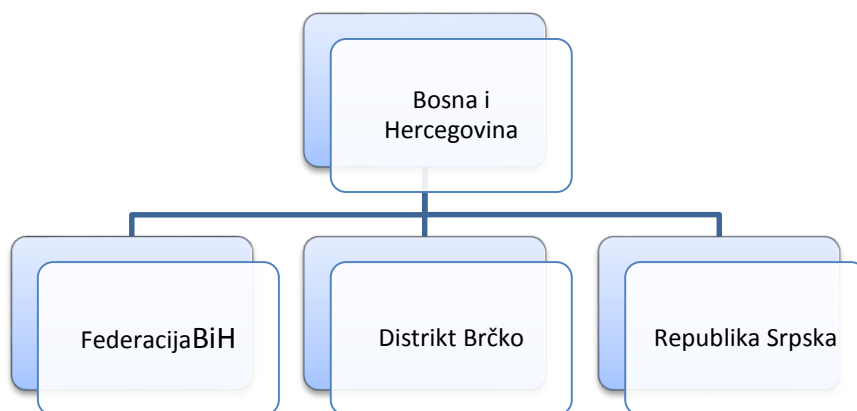 Bosna i
Hercegovina
FederacijaBiH
Distrikt Brčko
Republika Srpska